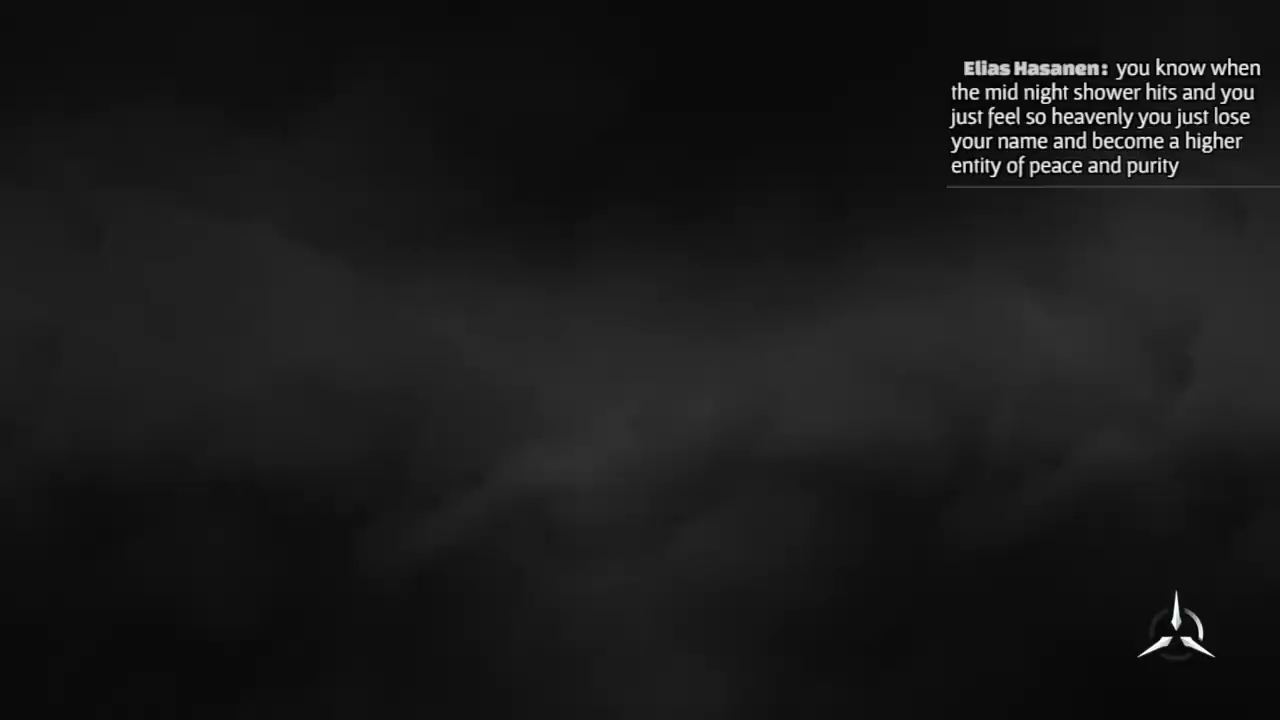 Elias Hasanen: you know when
the mid night shower hits and you
just feel so heavenly you just lose
your name and become a higher
entity of peace and purity